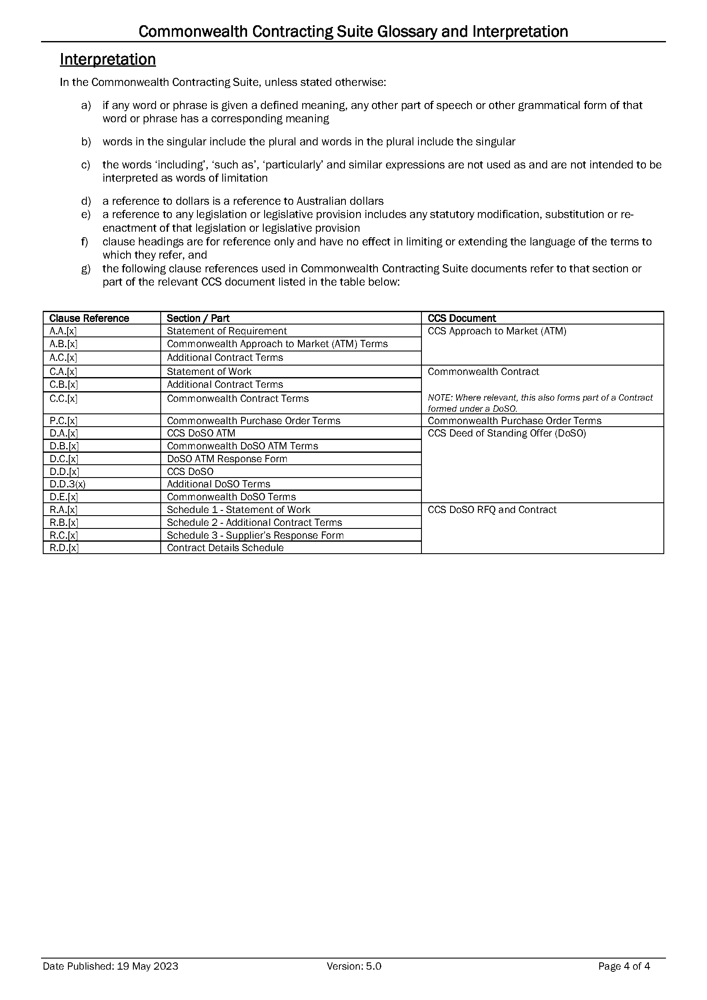 Commonwealth Contracting Suite Glossary and Interpretation
Interpretation
In the Commonwealth Contracting Suite, unless stated otherwise:
a) if any word or phrase is given a defined meaning, any other part of speech or other grammatical form of that
word or phrase has a corresponding meaning
b) words in the singular include the plural and words in the plural include the singular
c) the words ‘including’, ‘such as’, ‘particularly’ and similar expressions are not used as and are not intended to be
interpreted as words of limitation
d) a reference to dollars is a reference to Australian dollars
e) a reference to any legislation or legislative provision includes any statutory modification, substitution or re-
enactment of that legislation or legislative provision
f) clause headings are for reference only and have no effect in limiting or extending the language of the terms to
which they refer, and
g) the following clause references used in Commonwealth Contracting Suite documents refer to that section or
part of the relevant CCS document listed in the table below:
Clause Reference Section / Part CCS Document
A.A.[x] Statement of Requirement CCS Approach to Market (ATM)
A.B.[x] Commonwealth Approach to Market (ATM) Terms
A.C.[x] Additional Contract Terms
C.A.[x] Statement of Work Commonwealth Contract
C.B.[x] Additional Contract Terms
C.C.[x] Commonwealth Contract Terms NOTE: Where relevant, this also forms part of a Contract
formed under a DoSO.
P.C.[x] Commonwealth Purchase Order Terms Commonwealth Purchase Order Terms
D.A.[x] CCS DoSO ATM CCS Deed of Standing Offer (DoSO)
D.B.[x] Commonwealth DoSO ATM Terms
D.C.[x] DoSO ATM Response Form
D.D.[x] CCS DoSO
D.D.3(x) Additional DoSO Terms
D.E.[x] Commonwealth DoSO Terms
R.A.[x] Schedule 1 - Statement of Work CCS DoSO RFQ and Contract
R.B.[x] Schedule 2 - Additional Contract Terms
R.C.[x] Schedule 3 - Supplier’s Response Form
R.D.[x] Contract Details Schedule
Date Published: 19 May 2023 Version: 5.0 Page 4 of 4